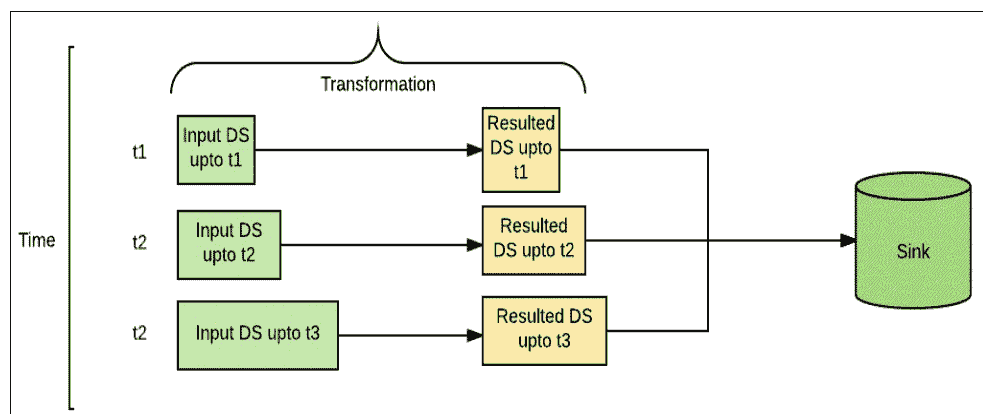 Transformation
t1
Input DS
upto t1
Resulted
DS upto
t1
Time
t2
Input DS
upto t2
Resulted
DS upto t2
Sink
t2
Input DS upto t3
Resulted DS
upto t3